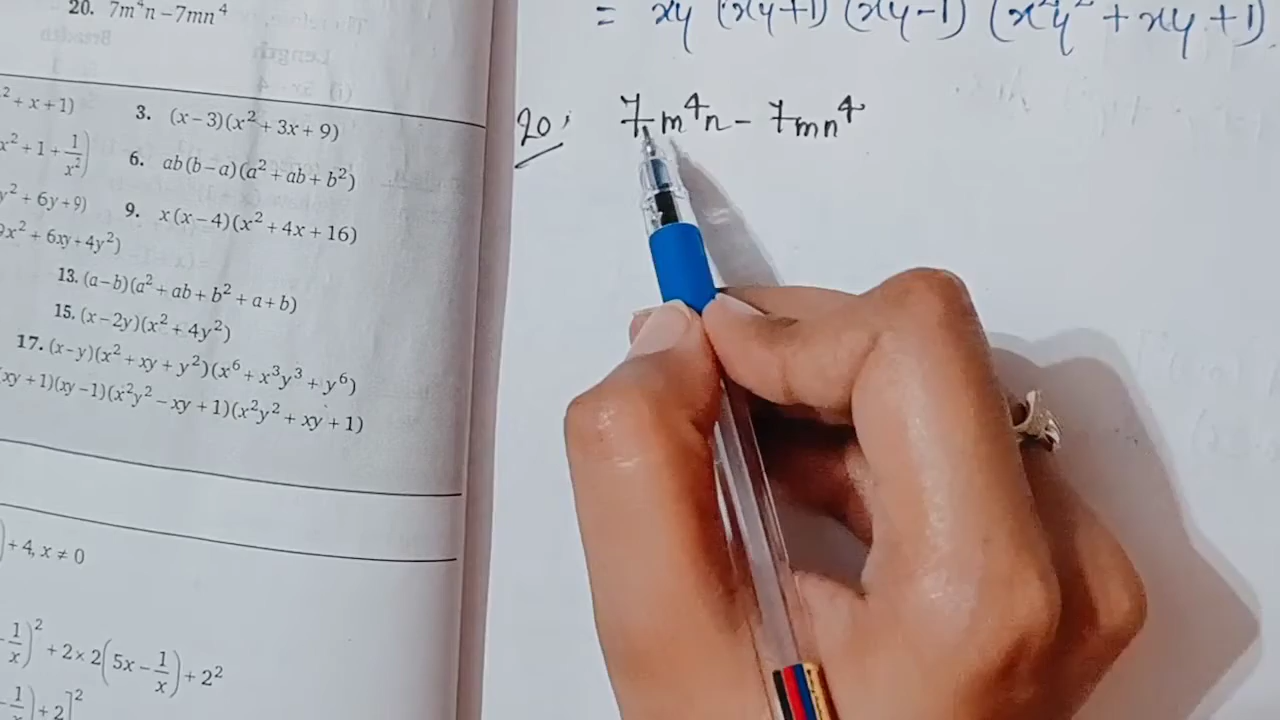 20. 7m⁴n − 7mn⁴
= xy (xy+1) (xy−1) (x²y² + xy + 1)
20. 7m⁴n − 7mn⁴
² + x + 1)
3. (x − 3)(x² + 3x + 9)
x² + 1 + 1/x²)
6. ab(b − a)(a² + ab + b²)
y² + 6y + 9)
9. x(x − 4)(x² + 4x + 16)
9x² + 6xy + 4y²)
13. (a − b)(a² + ab + b² + a + b)
15. (x − 2y)(x² + 4y²)
17. (x − y)(x² + xy + y²)(x⁶ + x³y³ + y⁶)
xy + 1)(xy − 1)(x²y² − xy + 1)(x²y² + xy + 1)
) + 4, x ≠ 0
− 1/x)² + 2 × 2(5x − 1/x) + 2²
− 1/x) + 2]²